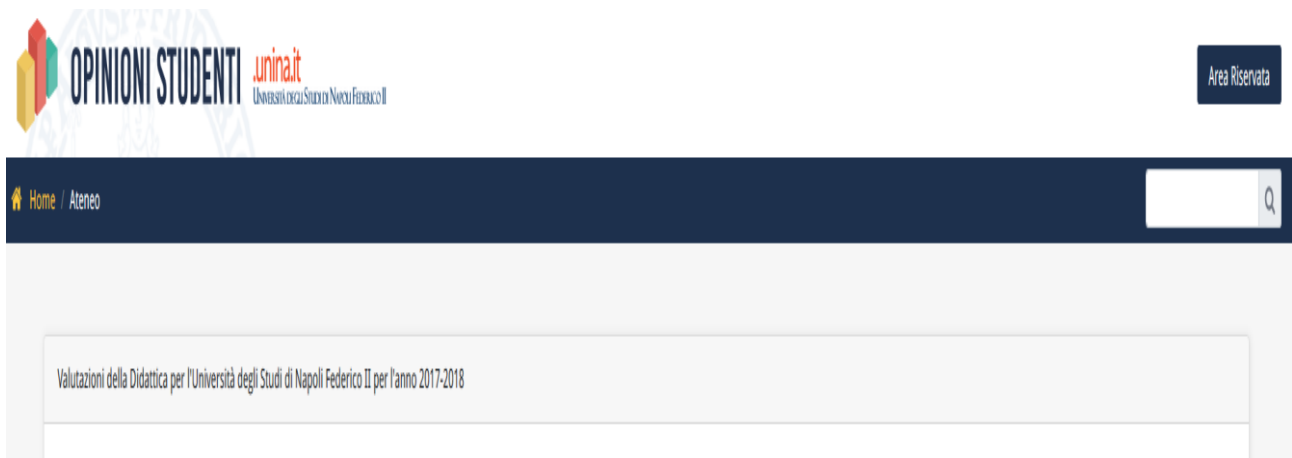 OPINIONI STUDENTI
.unina.it
Università degli Studi di Napoli Federico II
Area Riservata
Home / Ateneo
Valutazioni della Didattica per l'Università degli Studi di Napoli Federico II per l'anno 2017-2018